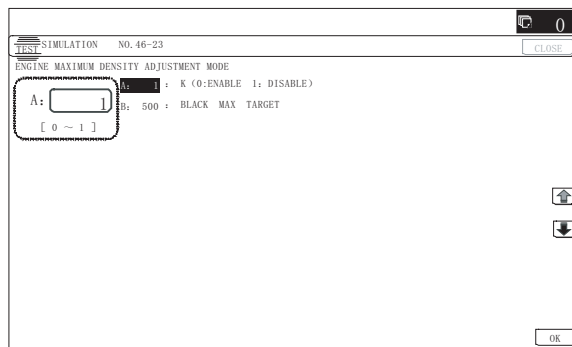 0
TEST SIMULATION NO.46-23
CLOSE
ENGINE MAXIMUM DENSITY ADJUSTMENT MODE
A: 1
[ 0 ~ 1 ]
A: 1 : K (0:ENABLE 1: DISABLE)
B: 500 : BLACK MAX TARGET
OK